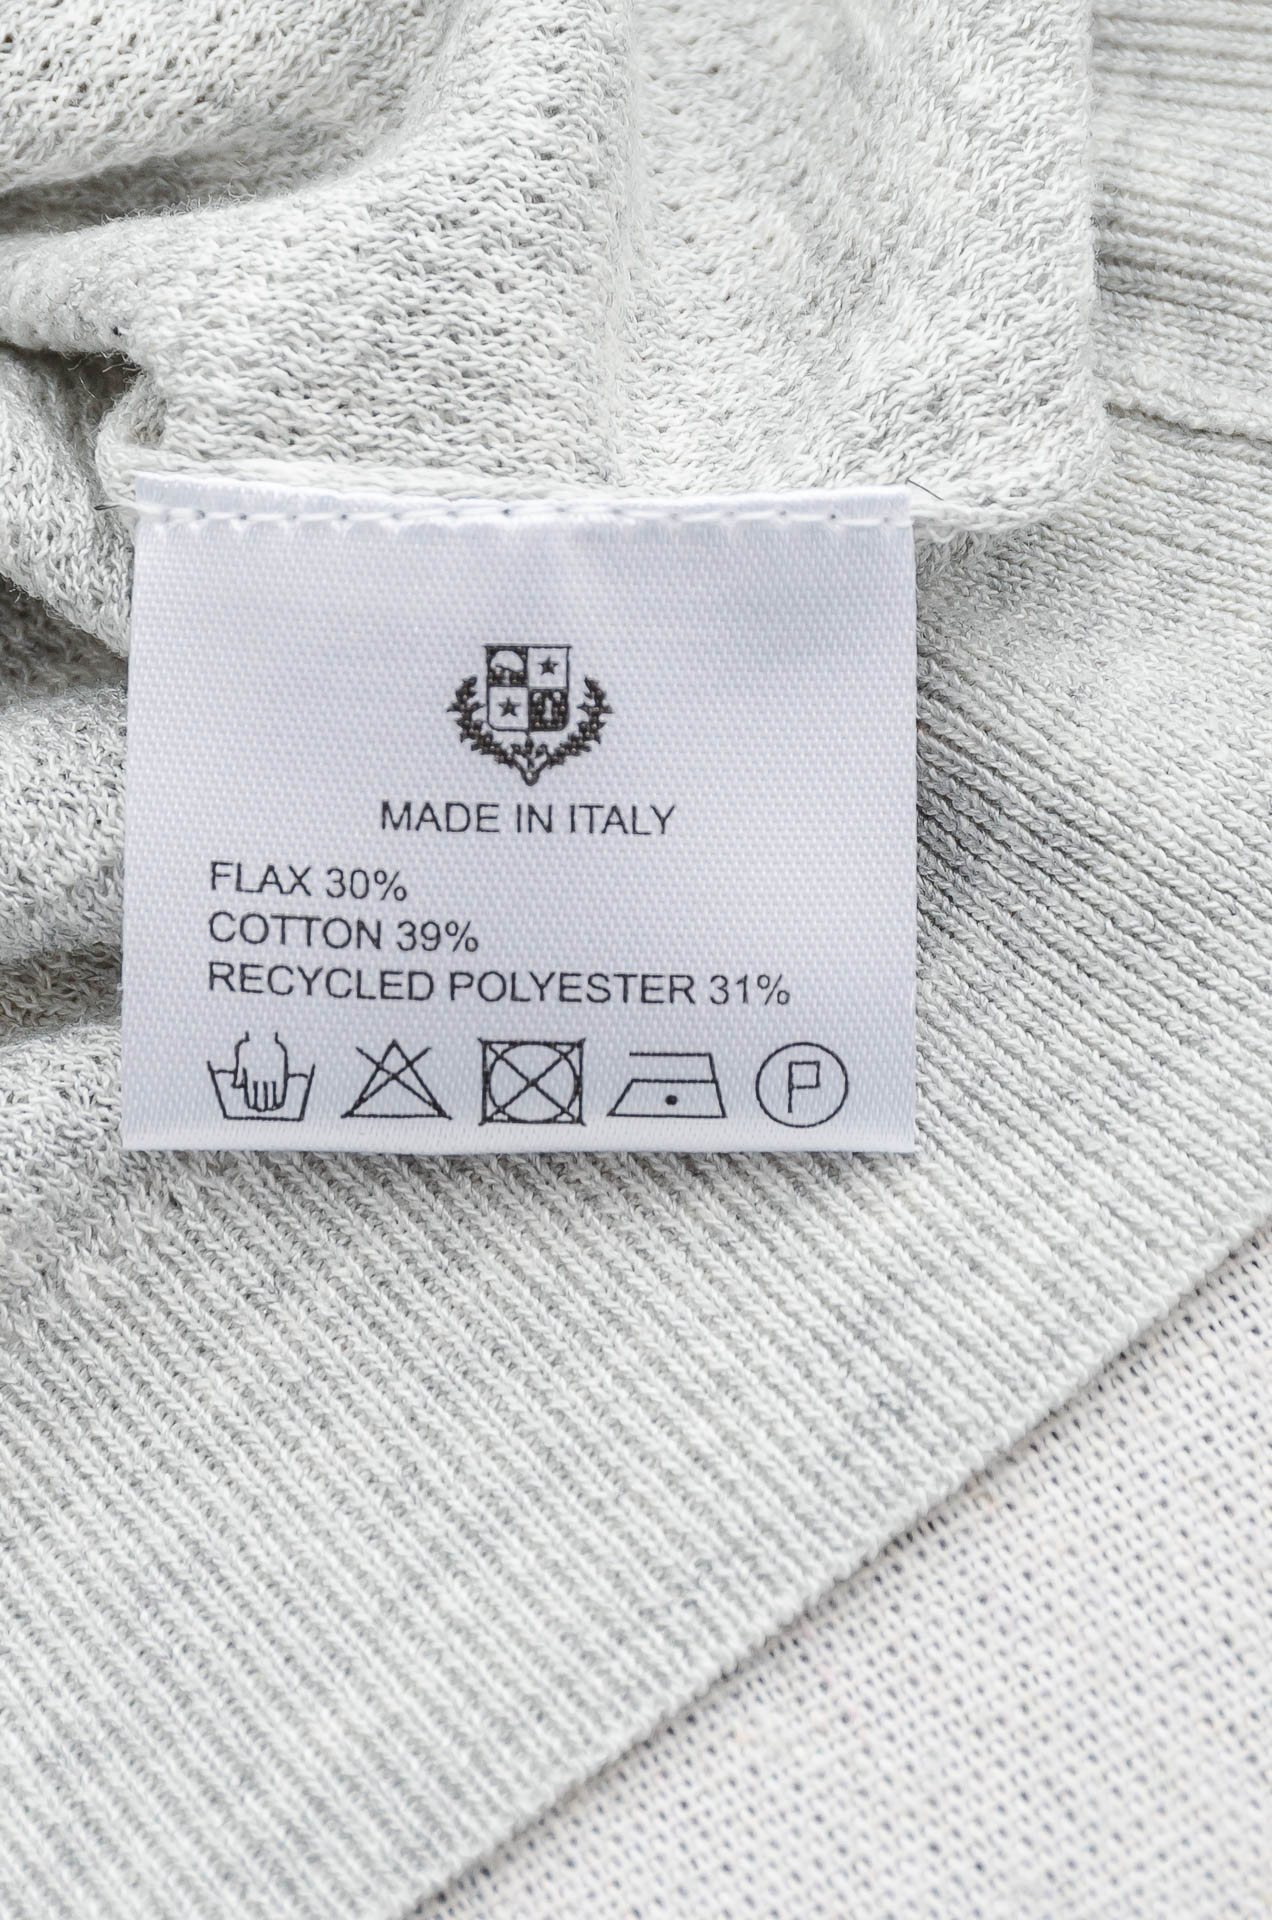 MADE IN ITALY
FLAX 30%
COTTON 39%
RECYCLED POLYESTER 31%
P